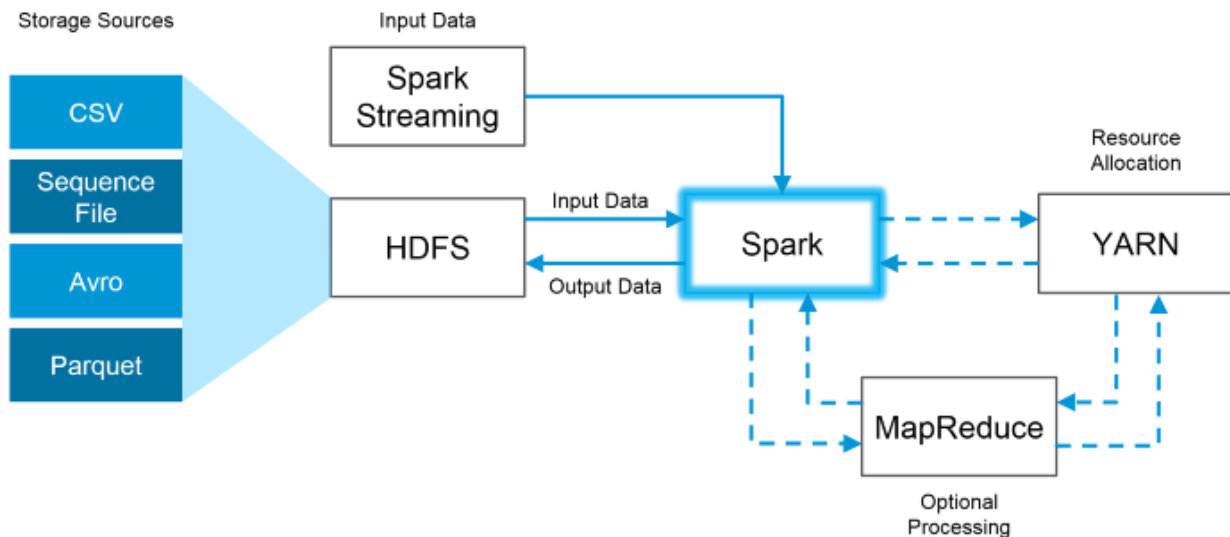 Storage Sources
Input Data
CSV
Sequence
File
Avro
Parquet
Spark
Streaming
HDFS
Input Data
Output Data
Spark
Resource
Allocation
YARN
MapReduce
Optional
Processing